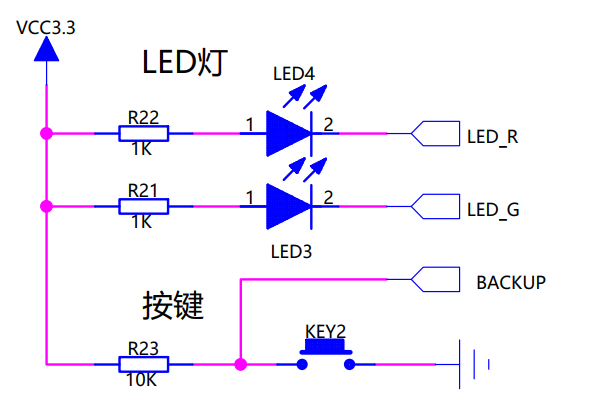 VCC3.3
LED灯
LED4
R22
1
2
LED_R
1K
R21
1
2
LED_G
1K
LED3
BACKUP
按键
KEY2
R23
10K